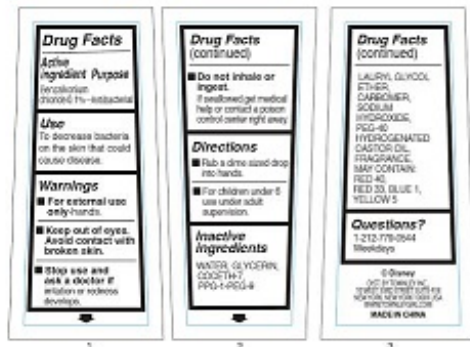 Drug Facts
Active
Ingredient Purpose
Benzalkonium
chloride 1%—antibacterial
Use
To decrease bacteria
on the skin that could
cause disease.
Warnings
■ For external use
only-hands.
■ Keep out of eyes.
Avoid contact with
broken skin.
■ Stop use and
ask a doctor if
irritation or redness
develops.
1
Drug Facts
(continued)
■ Do not inhale or
ingest.
If swallowed get medical
help or contact a poison
control center right away.
Directions
■ Rub a dime sized drop
into hands.
■ For children under 6
use under adult
supervision.
Inactive
Ingredients
WATER, GLYCERIN,
PPG-1-PEG-9
2
Drug Facts
(continued)
LAURYL GLYCOL
ETHER,
CARBOMER,
SODIUM
HYDROXIDE,
PEG-40
HYDROGENATED
CASTOR OIL,
FRAGRANCE,
MAY CONTAIN:
RED 40,
RED 33, BLUE 1,
YELLOW 5
Questions?
Weekdays
© Disney
DIST. BY TOWNLEY INC.
MADE IN CHINA
3